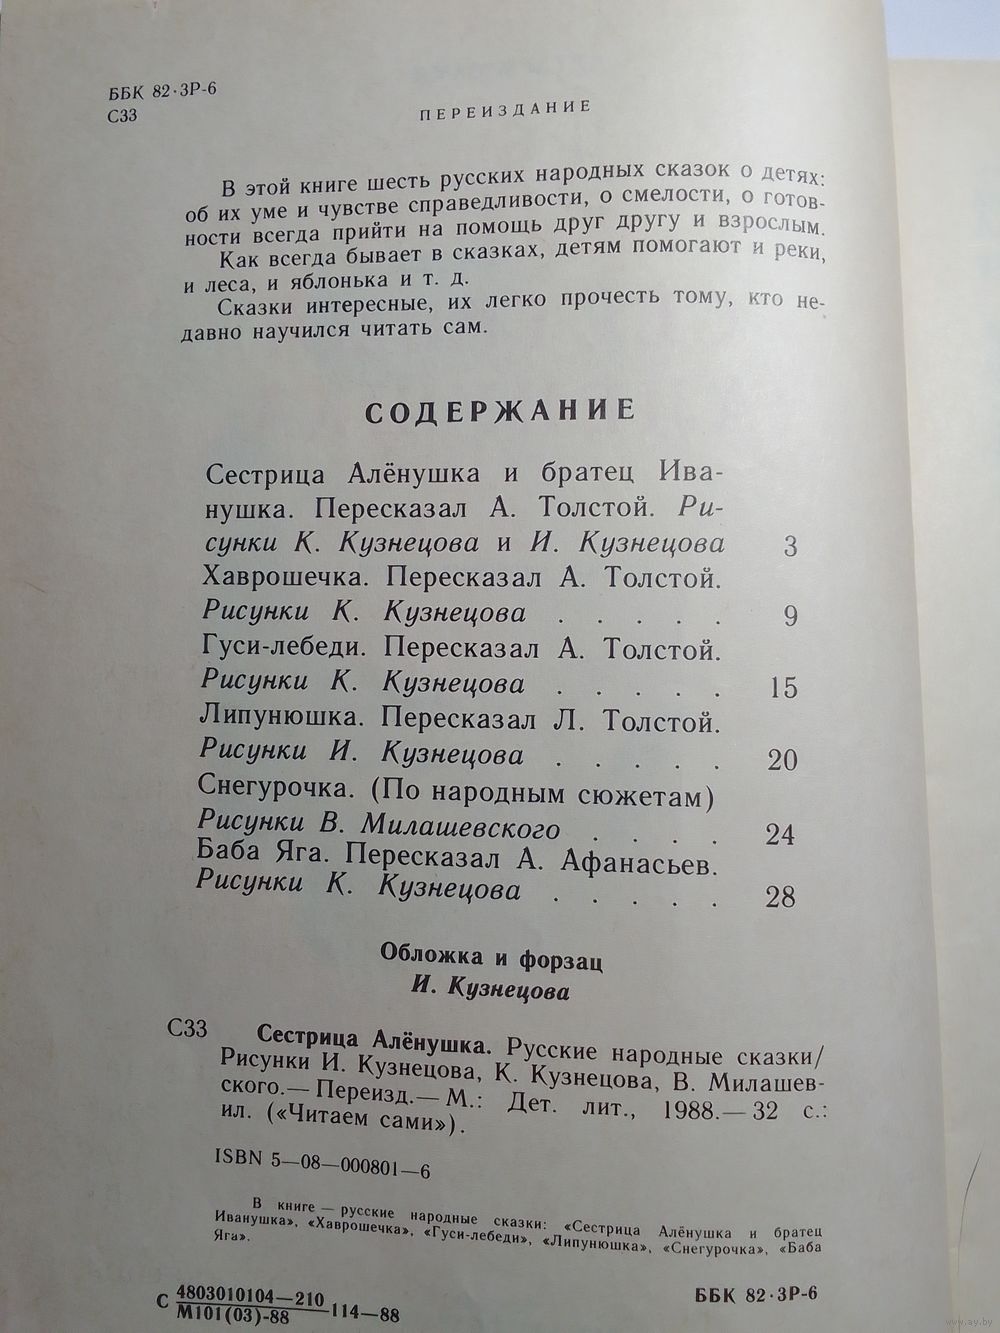 ББК 82·3Р-6
С33
ПЕРЕИЗДАНИЕ
В этой книге шесть русских народных сказок о детях:
об их уме и чувстве справедливости, о смелости, о готов-
ности всегда прийти на помощь друг другу и взрослым.
Как всегда бывает в сказках, детям помогают и реки,
и леса, и яблонька и т. д.
Сказки интересные, их легко прочесть тому, кто не-
давно научился читать сам.
СОДЕРЖАНИЕ
Сестрица Алёнушка и братец Ива-
нушка. Пересказал А. Толстой. Ри-
сунки К. Кузнецова и И. Кузнецова 3
Хаврошечка. Пересказал А. Толстой.
Рисунки К. Кузнецова . . . . . 9
Гуси-лебеди. Пересказал А. Толстой.
Рисунки К. Кузнецова . . . . . 15
Липунюшка. Пересказал Л. Толстой.
Рисунки И. Кузнецова . . . . . 20
Снегурочка. (По народным сюжетам)
Рисунки В. Милашевского . . . . 24
Баба Яга. Пересказал А. Афанасьев.
Рисунки К. Кузнецова . . . . . 28
Обложка и форзац
И. Кузнецова
С33 Сестрица Алёнушка. Русские народные сказки/
Рисунки И. Кузнецова, К. Кузнецова, В. Милашев-
ского.— Переизд.— М.: Дет. лит., 1988.— 32 с.:
ил. («Читаем сами»).
ISBN 5—08—000801—6
В книге — русские народные сказки: «Сестрица Алёнушка и братец
Иванушка», «Хаврошечка», «Гуси-лебеди», «Липунюшка», «Снегурочка», «Баба
Яга».
С 4803010104—210
М101(03)-88 114—88
ББК 82·3Р-6
www.ay.by